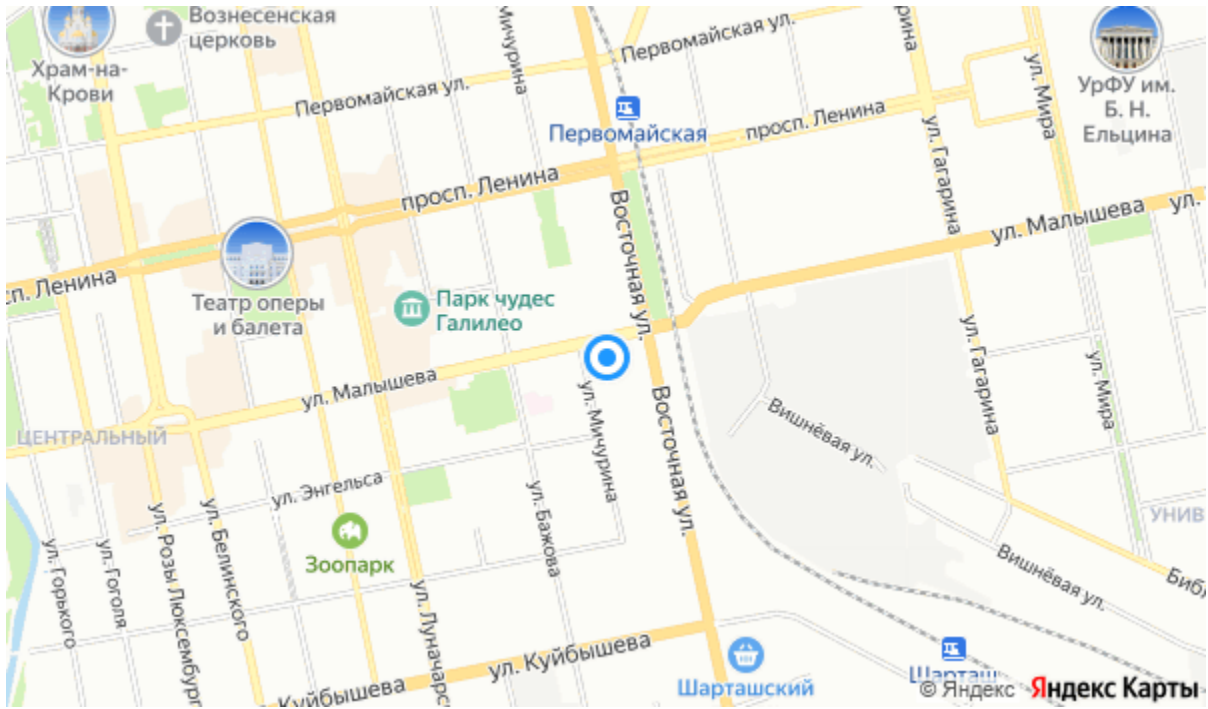 Вознесенская
церковь
Храм-на-
Крови
Первомайская ул.
Первомайская ул.
Мичурина
ул. Мира
УрФУ им.
Б. Н.
Ельцина
Первомайская
просп. Ленина
ул. Гагарина
просп. Ленина
Восточная ул.
ул. Малышева
ул.
Ленина
Театр оперы
и балета
Парк чудес
Галилео
ул. Малышева
ЦЕНТРАЛЬНЫЙ
ул. Мичурина
Восточная ул.
Вишнёвая ул.
ул. Гагарина
ул. Мира
ул. Энгельса
ул. Бажова
Зоопарк
ул. Горького
ул. Гоголя
ул. Розы Люксембург
ул. Белинского
ул. Луначарс
УНИВ
Вишнёвая ул.
Библ
ул. Куйбышева
Куйбышева
Шарташский
Шарташ
© Яндекс Яндекс Карты